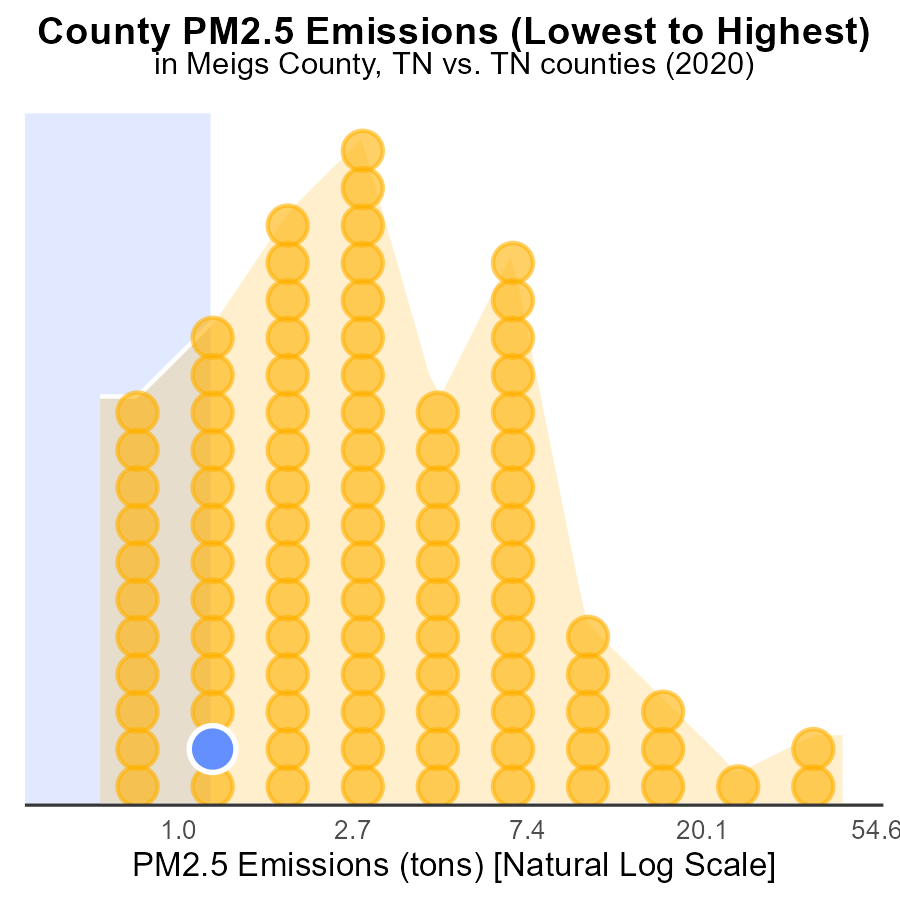 County PM2.5 Emissions (Lowest to Highest)
in Meigs County, TN vs. TN counties (2020)
1.0 2.7 7.4 20.1 54.6
PM2.5 Emissions (tons) [Natural Log Scale]